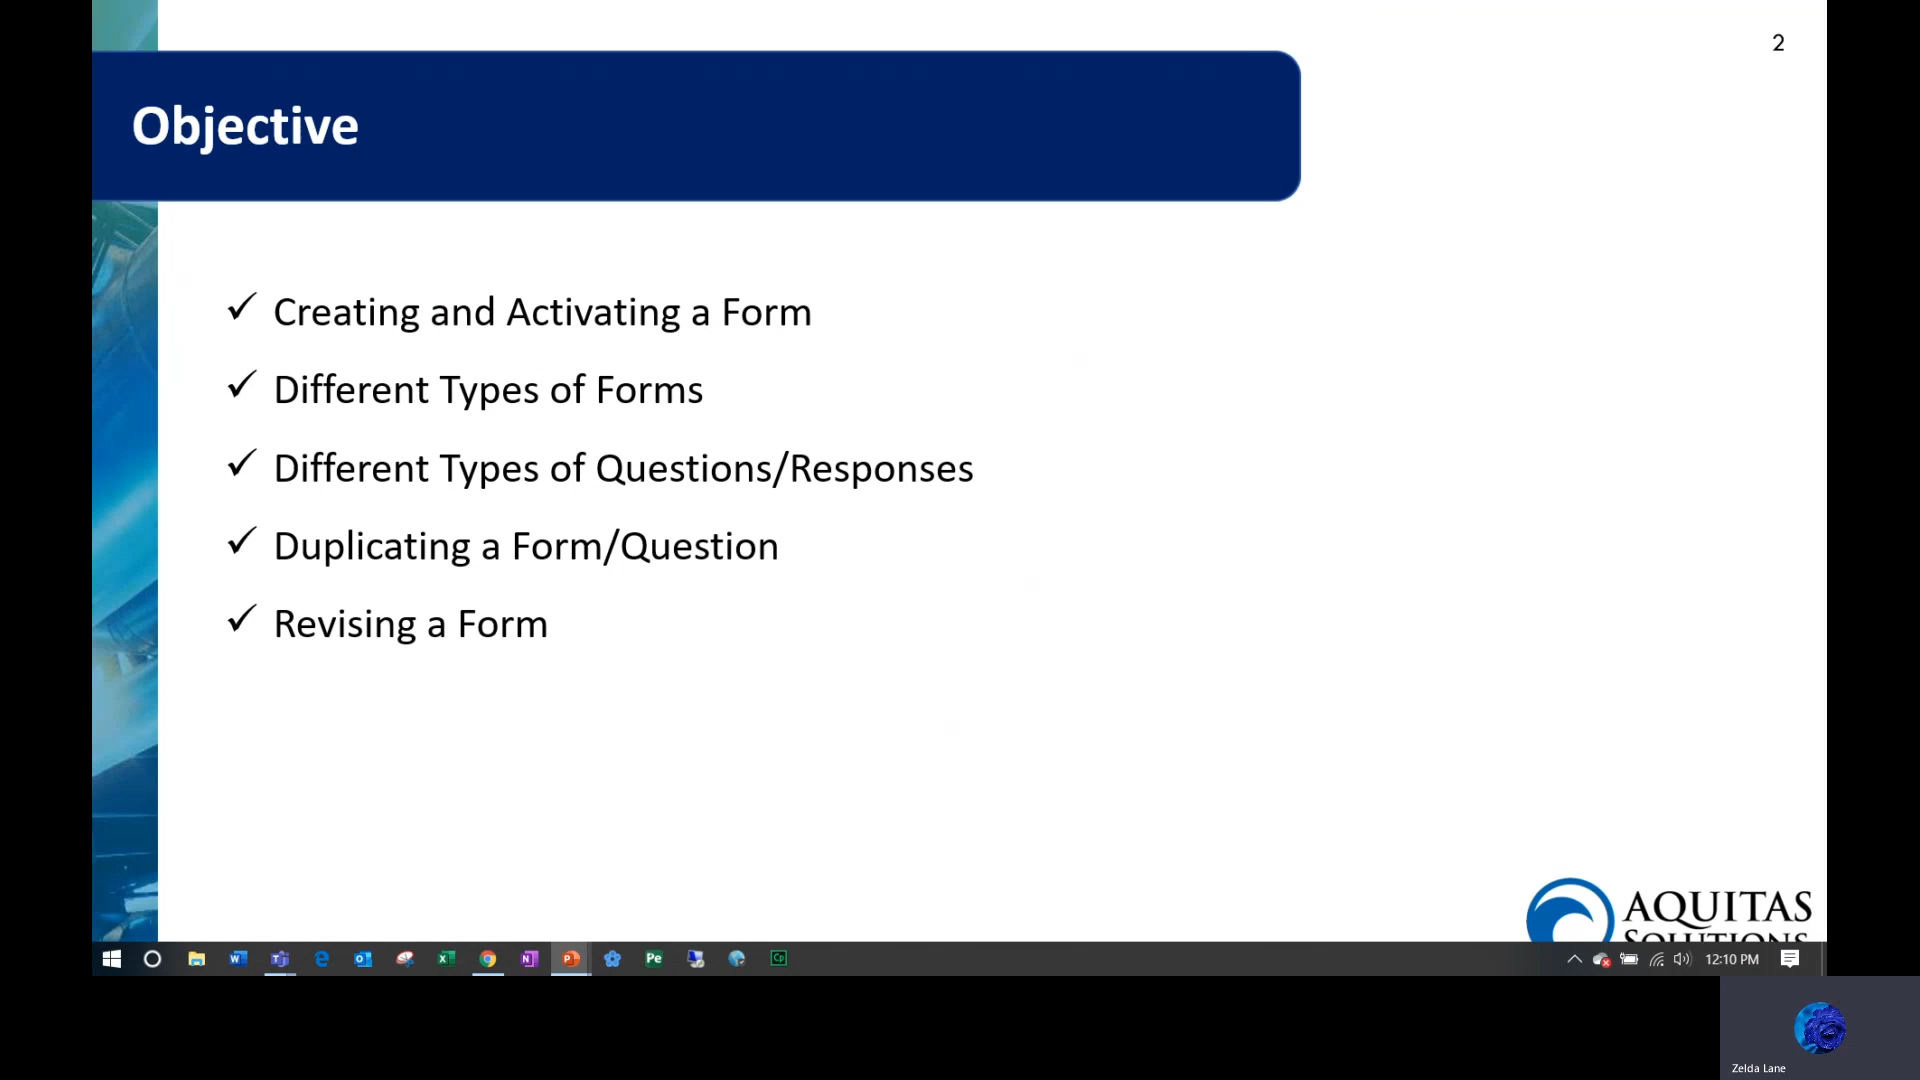 2
Objective
Creating and Activating a Form
Different Types of Forms
Different Types of Questions/Responses
Duplicating a Form/Question
Revising a Form
AQUITAS
SOLUTIONS
12:10 PM
Zelda Lane